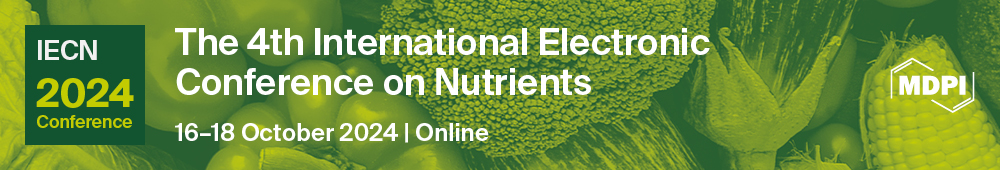 IECN
2024
Conference
The 4th International Electronic
Conference on Nutrients
16–18 October 2024 | Online
MDPI